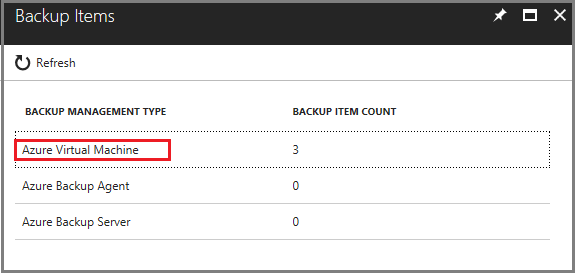 Backup Items
Refresh
BACKUP MANAGEMENT TYPE BACKUP ITEM COUNT
Azure Virtual Machine 3
Azure Backup Agent 0
Azure Backup Server 0